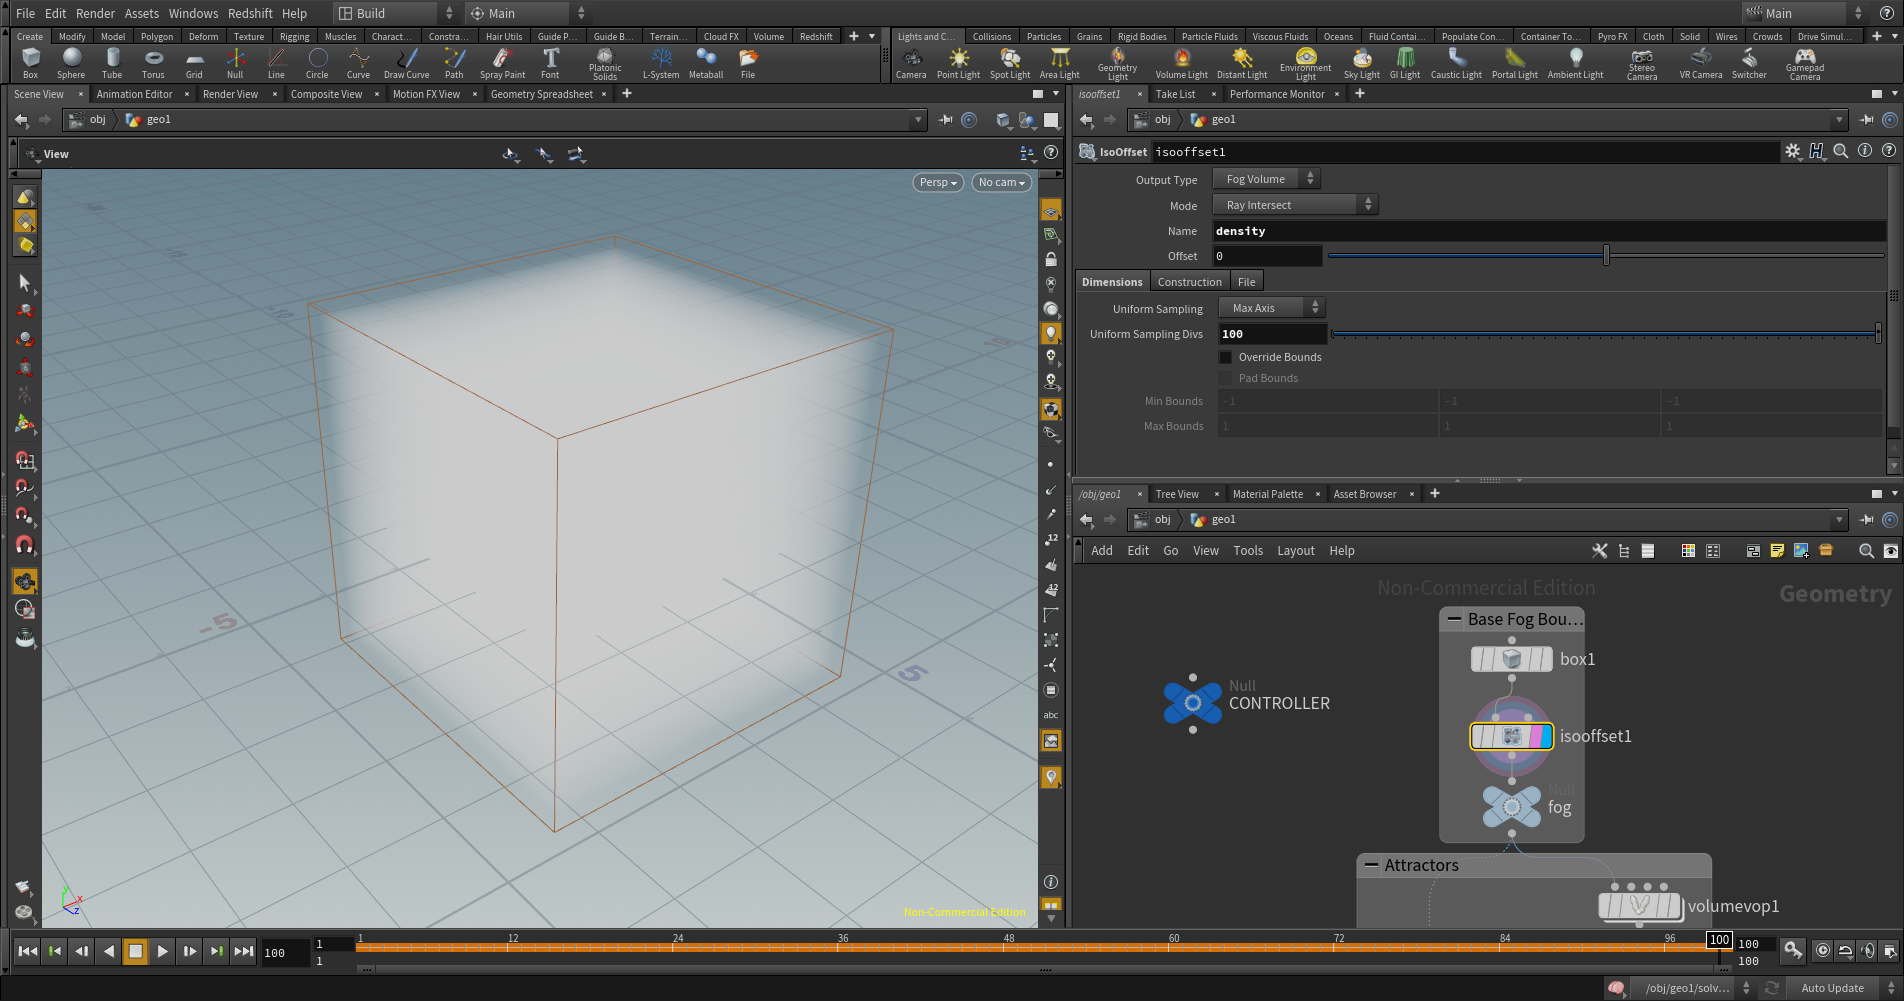 File Edit Render Assets Windows Redshift Help Build Main Main
Create Modify Model Polygon Deform Texture Rigging Muscles Charact... Constra... Hair Utils Guide P... Guide B... Terrain... Cloud FX Volume Redshift
Lights and C... Collisions Particles Grains Rigid Bodies Particle Fluids Viscous Fluids Oceans Fluid Contai... Populate Con... Container To... Pyro FX Cloth Solid Wires Crowds Drive Simul...
Box Sphere Tube Torus Grid Null Line Circle Curve Draw Curve Path Spray Paint Font Platonic Solids L-System Metaball File
Camera Point Light Spot Light Area Light Geometry Light Volume Light Distant Light Environment Light Sky Light GI Light Caustic Light Portal Light Ambient Light Stereo Camera VR Camera Switcher Gamepad Camera
Scene View Animation Editor Render View Composite View Motion FX View Geometry Spreadsheet
obj geo1
View
Persp No cam
-5
5
12
12
abc
y x z
Non-Commercial Edition
isooffset1 Take List Performance Monitor
obj geo1
IsoOffset isooffset1
Output Type Fog Volume
Mode Ray Intersect
Name density
Offset 0
Dimensions Construction File
Uniform Sampling Max Axis
Uniform Sampling Divs 100
Override Bounds
Pad Bounds
Min Bounds -1 -1 -1
Max Bounds 1 1 1
/obj/geo1 Tree View Material Palette Asset Browser
obj geo1
Add Edit Go View Tools Layout Help
Non-Commercial Edition
Geometry
Base Fog Bou...
box1
Null
CONTROLLER
isooffset1
Null
fog
Attractors
volumevop1
100 1 1
1 12 24 36 48 60 72 84 96 100
100
100
/obj/geo1/solv... Auto Update